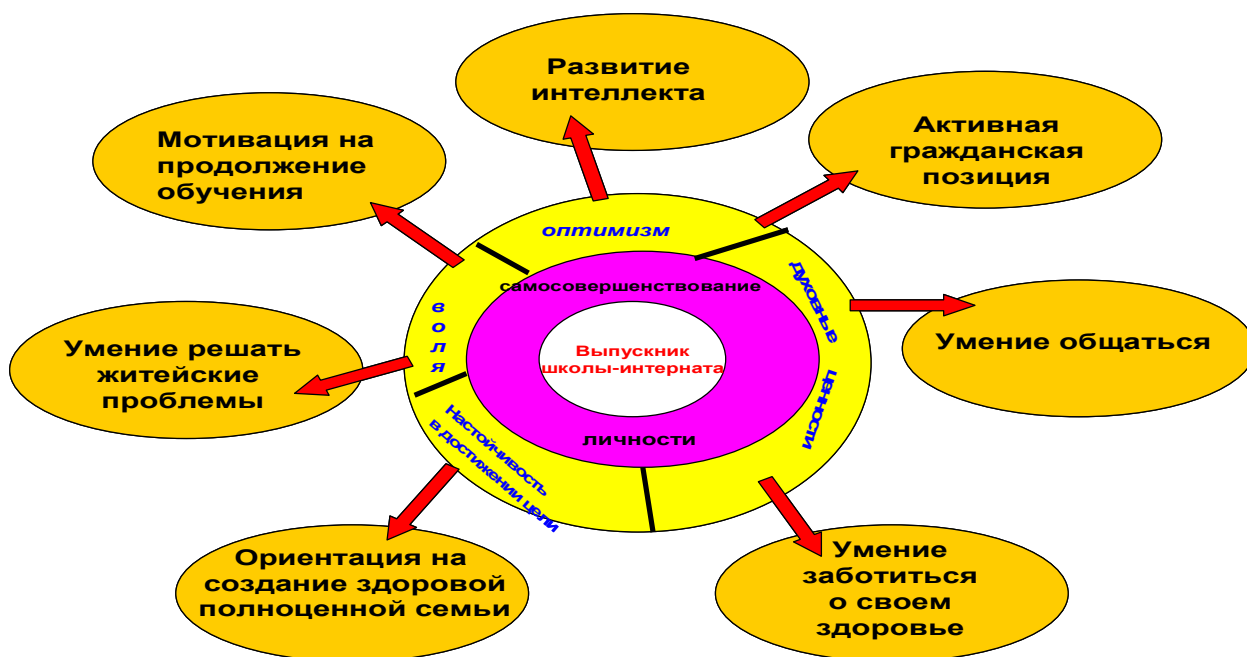 Развитие
интеллекта
Мотивация на
продолжение
обучения
Активная
гражданская
позиция
оптимизм
самосовершенствование
духовные
ценности
воля
Выпускник
школы-интерната
Умение решать
житейские
проблемы
Умение общаться
личности
Настойчивость
в достижении цели
Ориентация на
создание здоровой
полноценной семьи
Умение
заботиться
о своем
здоровье